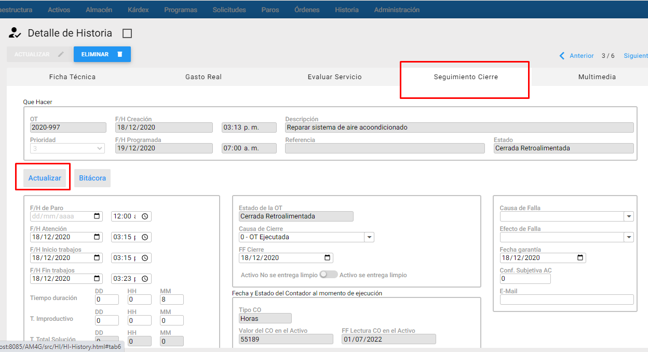 aestructura Activos Almacén Kárdex Programas Solicitudes Paros Órdenes Historia Administración
Detalle de Historia
ACTUALIZAR ELIMINAR Anterior 3 / 6 Siguient
Ficha Técnica Gasto Real Evaluar Servicio Seguimiento Cierre Multimedia
Que Hacer
OT F/H Creación Descripción
2020-997 18/12/2020 03:13 p. m. Reparar sistema de aire acoondicionado
Prioridad F/H Programada Referencia Estado
3 19/12/2020 07:00 a. m. Cerrada Retroalimentada
Actualizar Bitácora
F/H de Paro Estado de la OT Causa de Falla
dd/mm/aaaa 12:00 Cerrada Retroalimentada
F/H Atención Causa de Cierre Efecto de Falla
18/12/2020 03:15 p 0 - OT Ejecutada
F/H Inicio trabajos FF Cierre Fecha garantía
18/12/2020 03:15 p 18/12/2020 18/12/2020
F/H Fin trabajos Activo No se entrega limpio Activo se entrega limpio Conf. Subjetiva AC
18/12/2020 03:23 p 0
DD HH MM Fecha y Estado del Contador al momento de ejecución E-Mail
Tiempo duración 0 0 8
DD HH MM Tipo CO
T. Improductivo 0 0 0 Horas
DD HH MM Valor del CO en el Activo FF Lectura CO en el Activo
T. Total Solución 0 0 8 55189 01/07/2022
ost:8085/AM4G/src/HI/HI-History.html#tab6